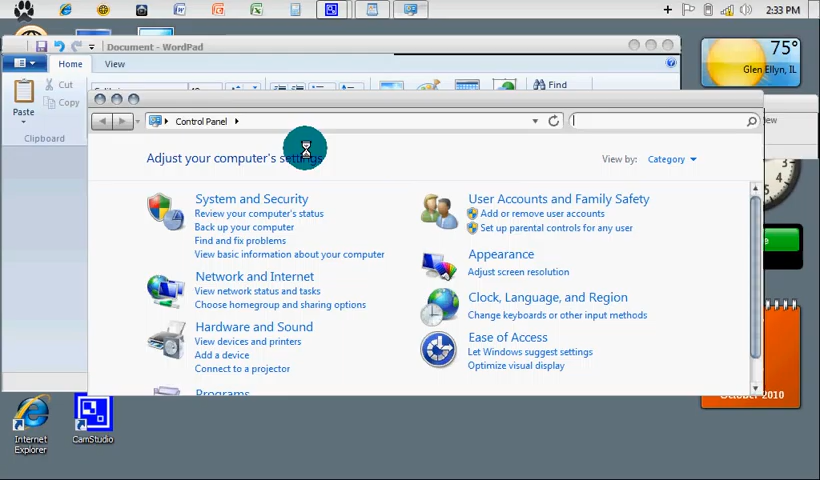 2:33 PM
Document - WordPad
75°
Glen Ellyn, IL
Home
View
Cut
Copy
Paste
Clipboard
Find
Control Panel
Adjust your computer's settings
View by:
Category
System and Security
Review your computer's status
Back up your computer
Find and fix problems
View basic information about your computer
Network and Internet
View network status and tasks
Choose homegroup and sharing options
Hardware and Sound
View devices and printers
Add a device
Connect to a projector
Programs
User Accounts and Family Safety
Add or remove user accounts
Set up parental controls for any user
Appearance
Adjust screen resolution
Clock, Language, and Region
Change keyboards or other input methods
Ease of Access
Let Windows suggest settings
Optimize visual display
October 2010
Internet
Explorer
CamStudio